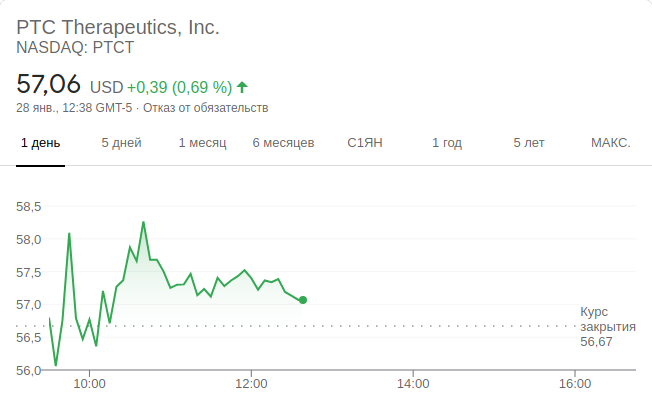 PTC Therapeutics, Inc.
NASDAQ: PTCT
57,06 USD +0,39 (0,69 %)
28 янв., 12:38 GMT-5 · Отказ от обязательств
1 день 5 дней 1 месяц 6 месяцев С1ЯН 1 год 5 лет МАКС.
58,5
58,0
57,5
57,0
56,5
56,0
Курс
закрытия
56,67
10:00 12:00 14:00 16:00